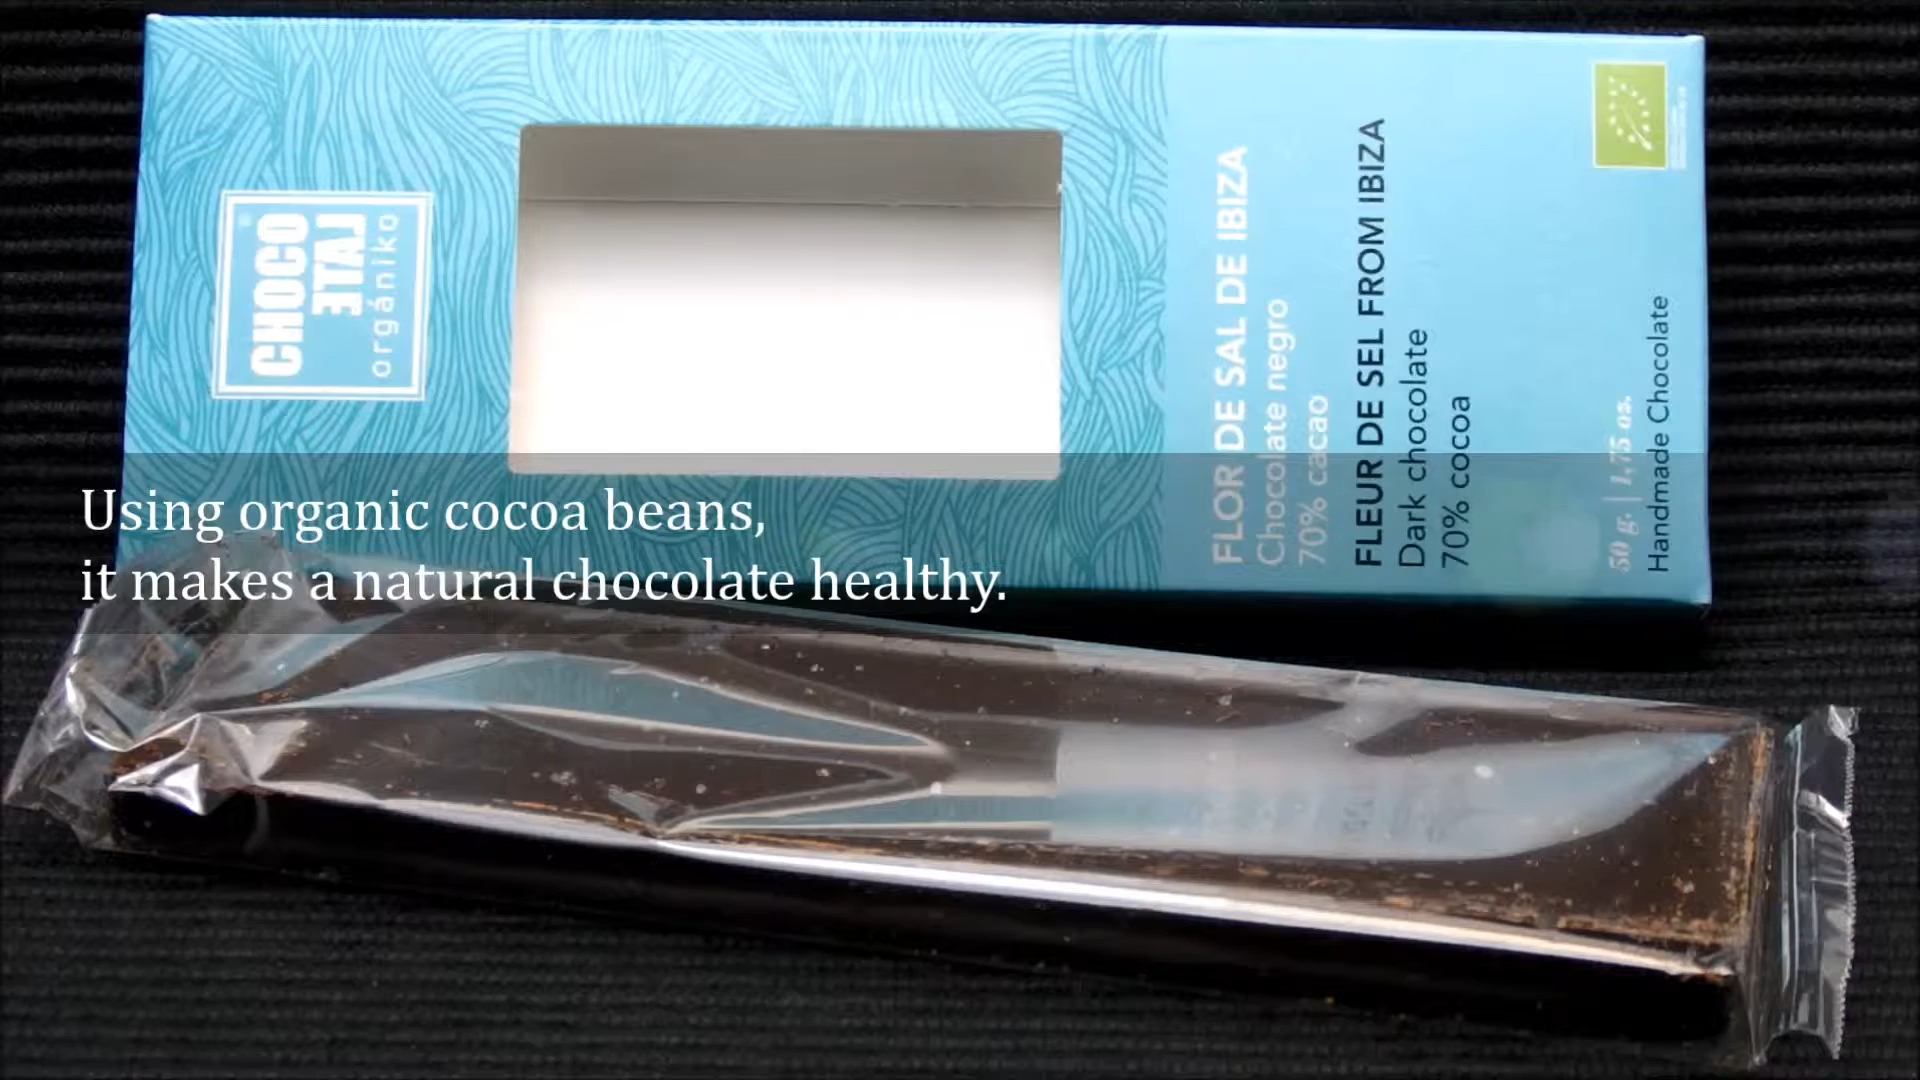 CHOCO
LATE
orgániko
FLOR DE SAL DE IBIZA
Chocolate negro
70% cacao
FLEUR DE SEL FROM IBIZA
Dark chocolate
70% cocoa
50 g. | 1,75 oz.
Handmade Chocolate
Using organic cocoa beans,
it makes a natural chocolate healthy.